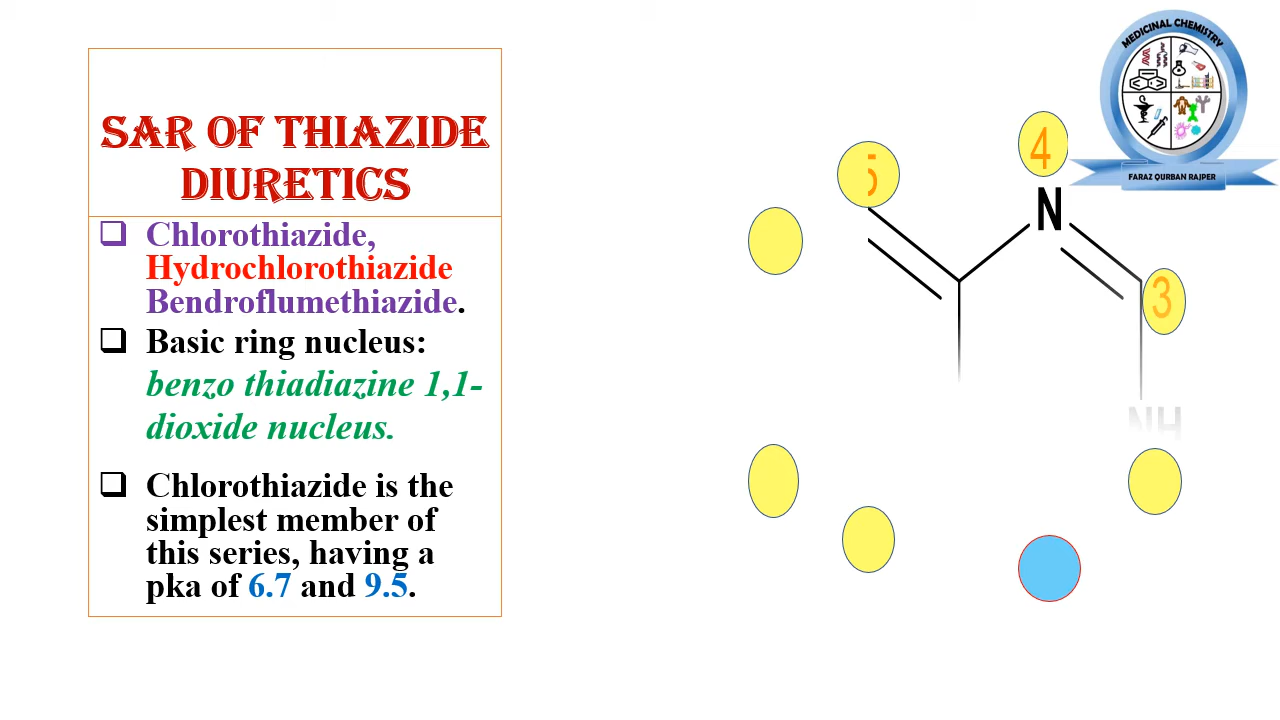 SAR OF THIAZIDE
DIURETICS
Chlorothiazide,
Hydrochlorothiazide
Bendroflumethiazide.
Basic ring nucleus:
benzo thiadiazine 1,1-
dioxide nucleus.
Chlorothiazide is the
simplest member of
this series, having a
pka of 6.7 and 9.5.
MEDICINAL CHEMISTRY
FARAZ QURBAN RAJPER
4
5
N
3
NH